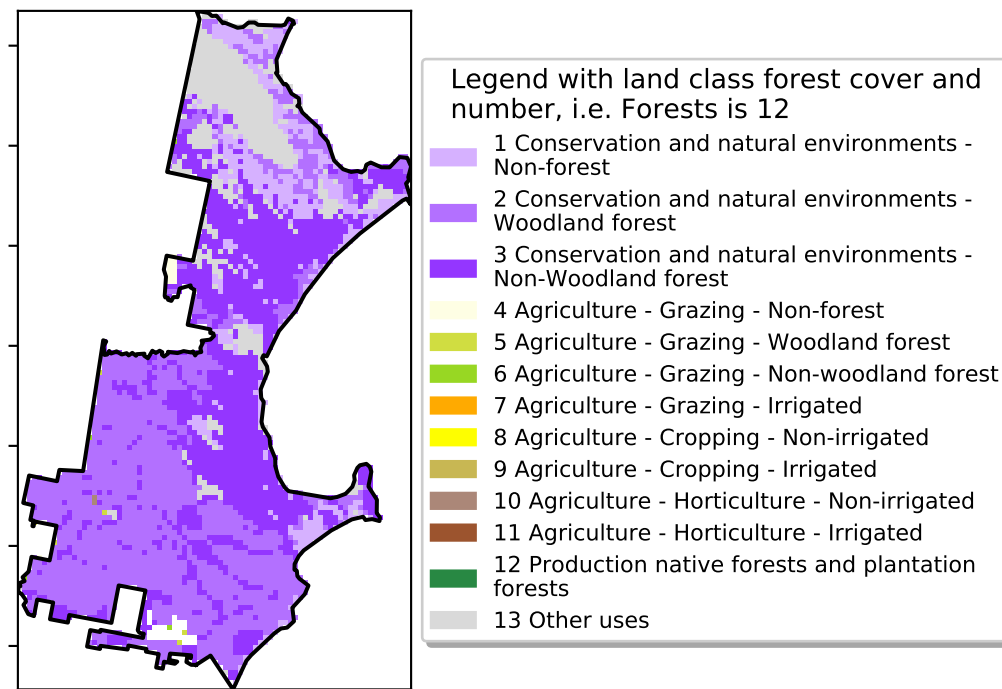 Legend with land class forest cover and
number, i.e. Forests is 12
1 Conservation and natural environments -
Non-forest
2 Conservation and natural environments -
Woodland forest
3 Conservation and natural environments -
Non-Woodland forest
4 Agriculture - Grazing - Non-forest
5 Agriculture - Grazing - Woodland forest
6 Agriculture - Grazing - Non-woodland forest
7 Agriculture - Grazing - Irrigated
8 Agriculture - Cropping - Non-irrigated
9 Agriculture - Cropping - Irrigated
10 Agriculture - Horticulture - Non-irrigated
11 Agriculture - Horticulture - Irrigated
12 Production native forests and plantation
forests
13 Other uses